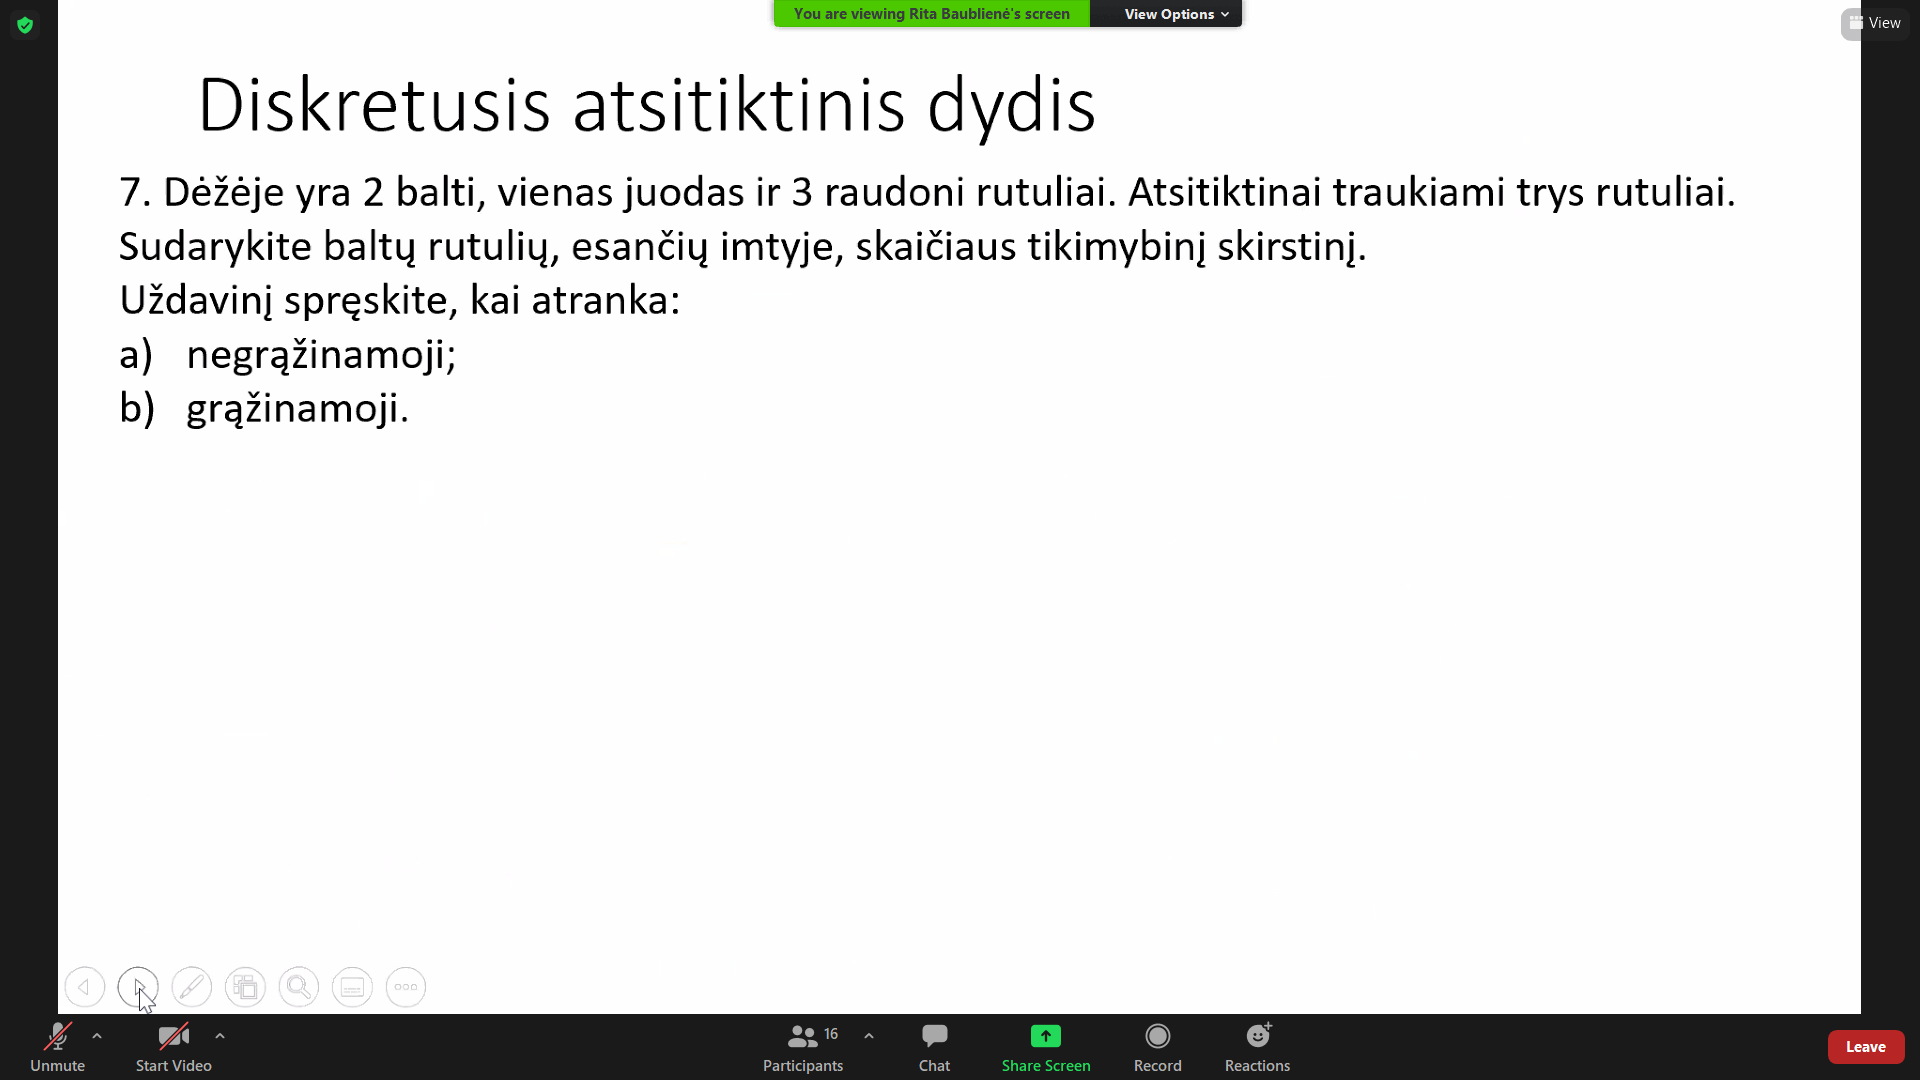 You are viewing Rita Baublienė's screen
View Options
View
Diskretusis atsitiktinis dydis
7. Dėžėje yra 2 balti, vienas juodas ir 3 raudoni rutuliai. Atsitiktinai traukiami trys rutuliai.
Sudarykite baltų rutulių, esančių imtyje, skaičiaus tikimybinį skirstinį.
Uždavinį spręskite, kai atranka:
a) negrąžinamoji;
b) grąžinamoji.
Unmute
Start Video
16
Participants
Chat
Share Screen
Record
Reactions
Leave